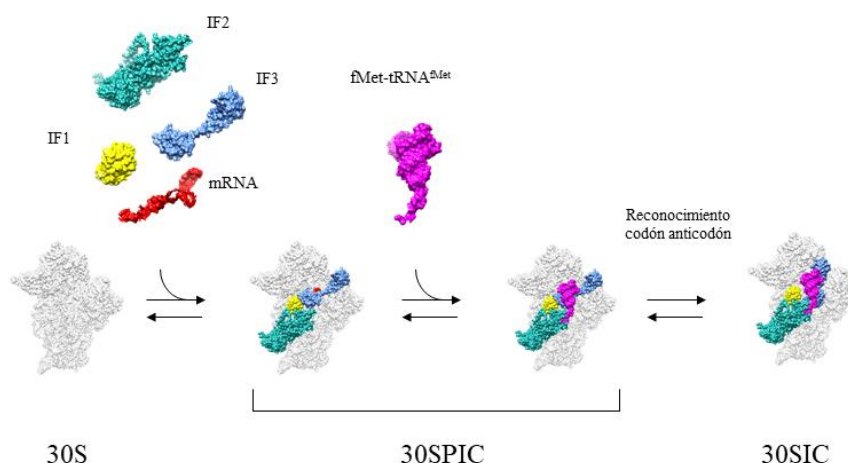 IF2
IF3
fMet-tRNAfMet
IF1
mRNA
Reconocimiento
codón anticodón
30S
30SPIC
30SIC